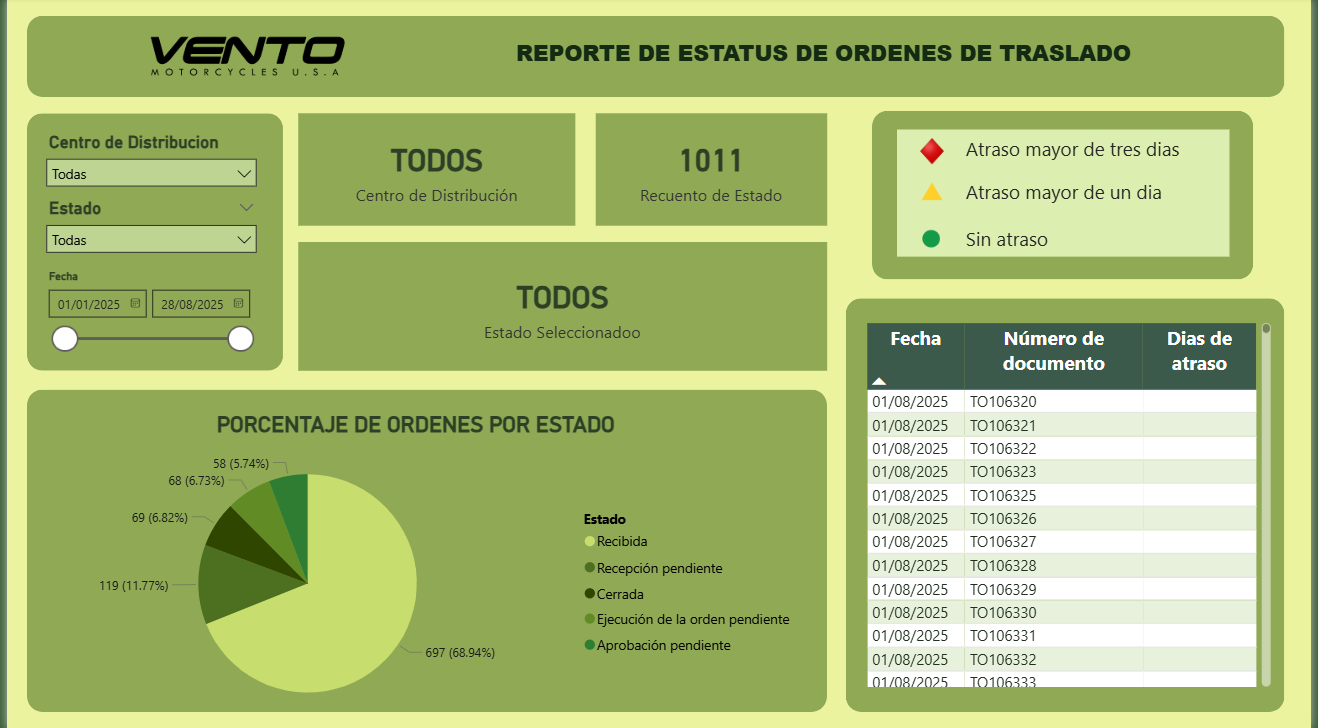 VENTO
MOTORCYCLES U.S.A
REPORTE DE ESTATUS DE ORDENES DE TRASLADO
Centro de Distribucion
Todas
Estado
Todas
Fecha
01/01/2025
28/08/2025
TODOS
Centro de Distribución
1011
Recuento de Estado
TODOS
Estado Seleccionadoo
Atraso mayor de tres dias
Atraso mayor de un dia
Sin atraso
PORCENTAJE DE ORDENES POR ESTADO
58 (5.74%)
68 (6.73%)
69 (6.82%)
119 (11.77%)
697 (68.94%)
Estado
Recibida
Recepción pendiente
Cerrada
Ejecución de la orden pendiente
Aprobación pendiente
Fecha Número de documento Dias de atraso
01/08/2025 TO106320
01/08/2025 TO106321
01/08/2025 TO106322
01/08/2025 TO106323
01/08/2025 TO106325
01/08/2025 TO106326
01/08/2025 TO106327
01/08/2025 TO106328
01/08/2025 TO106329
01/08/2025 TO106330
01/08/2025 TO106331
01/08/2025 TO106332
01/08/2025 TO106333